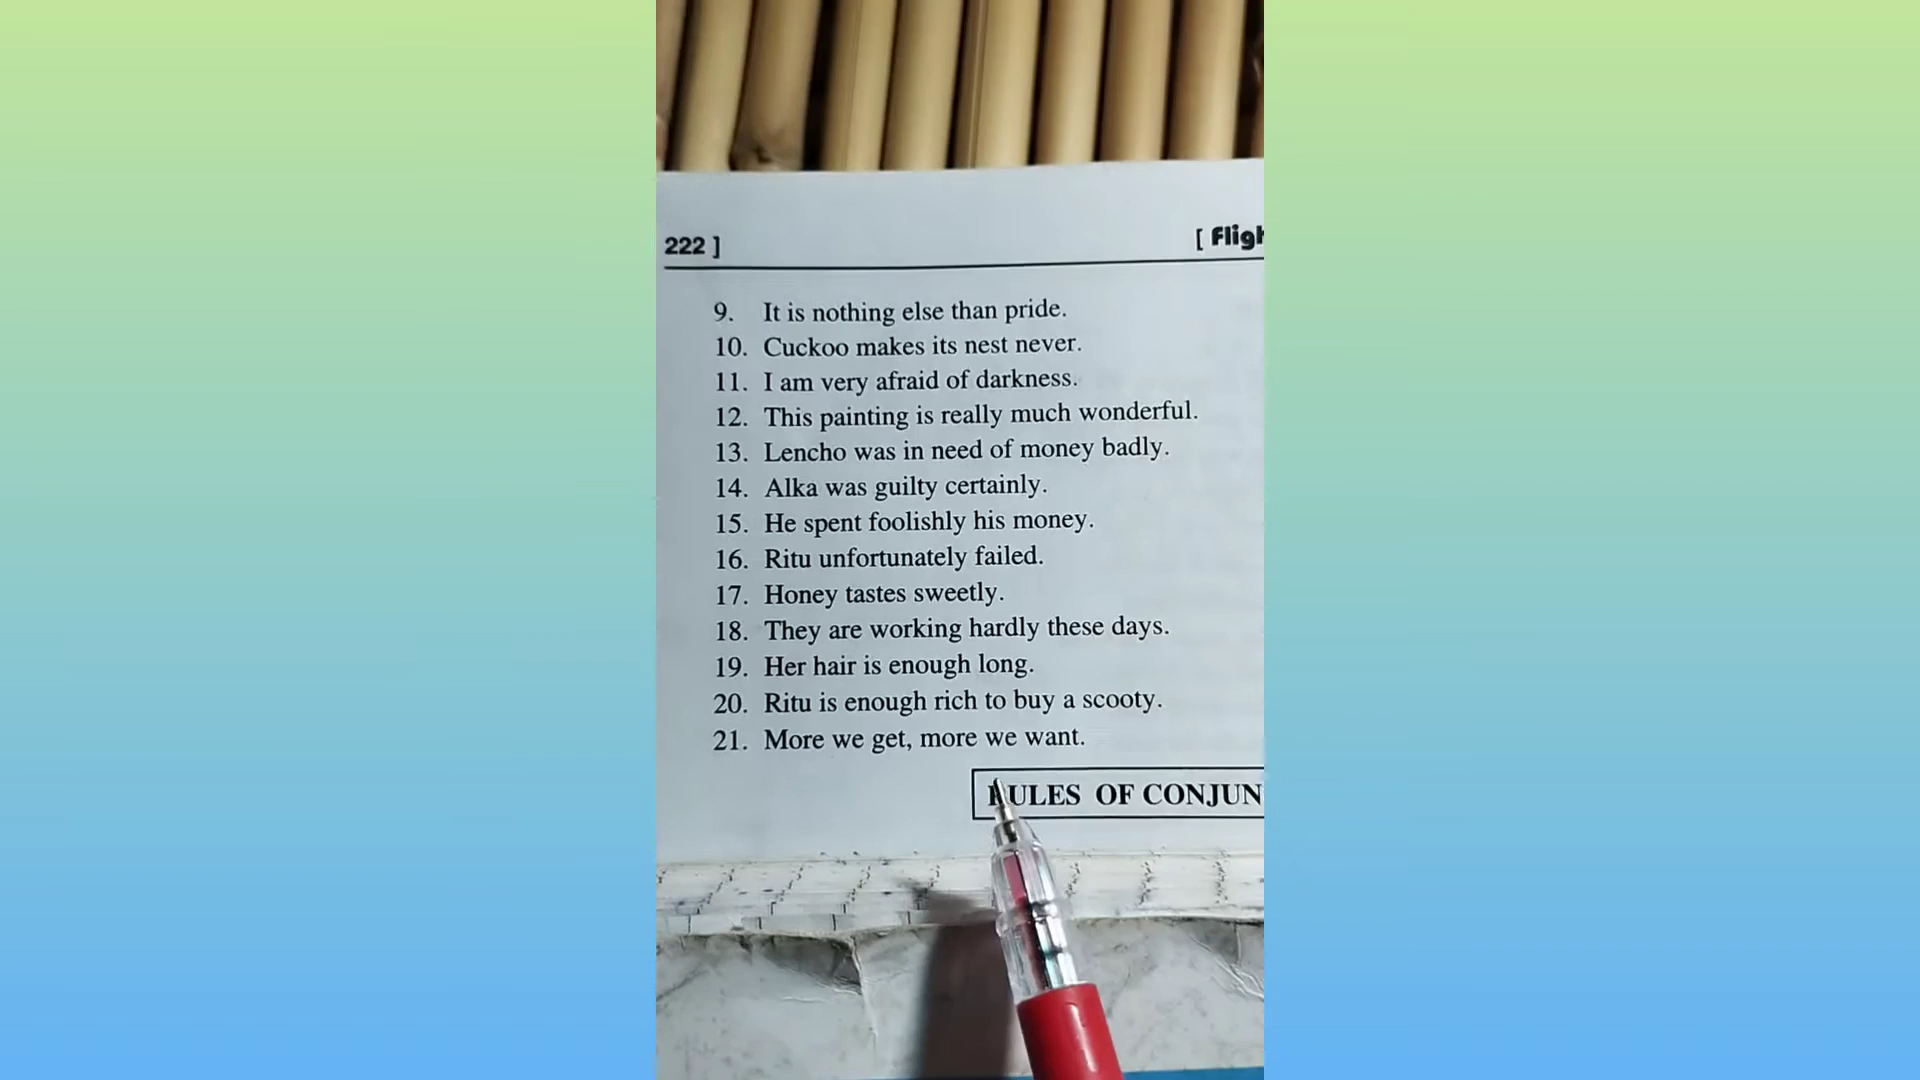 222 ] [ Fligh
9. It is nothing else than pride.
10. Cuckoo makes its nest never.
11. I am very afraid of darkness.
12. This painting is really much wonderful.
13. Lencho was in need of money badly.
14. Alka was guilty certainly.
15. He spent foolishly his money.
16. Ritu unfortunately failed.
17. Honey tastes sweetly.
18. They are working hardly these days.
19. Her hair is enough long.
20. Ritu is enough rich to buy a scooty.
21. More we get, more we want.
RULES OF CONJUN